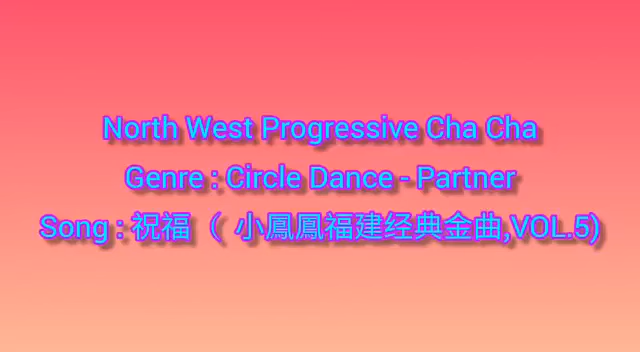 North West Progressive Cha Cha
Genre : Circle Dance - Partner
Song : 祝福（ 小鳳鳳福建经典金曲,VOL.5)